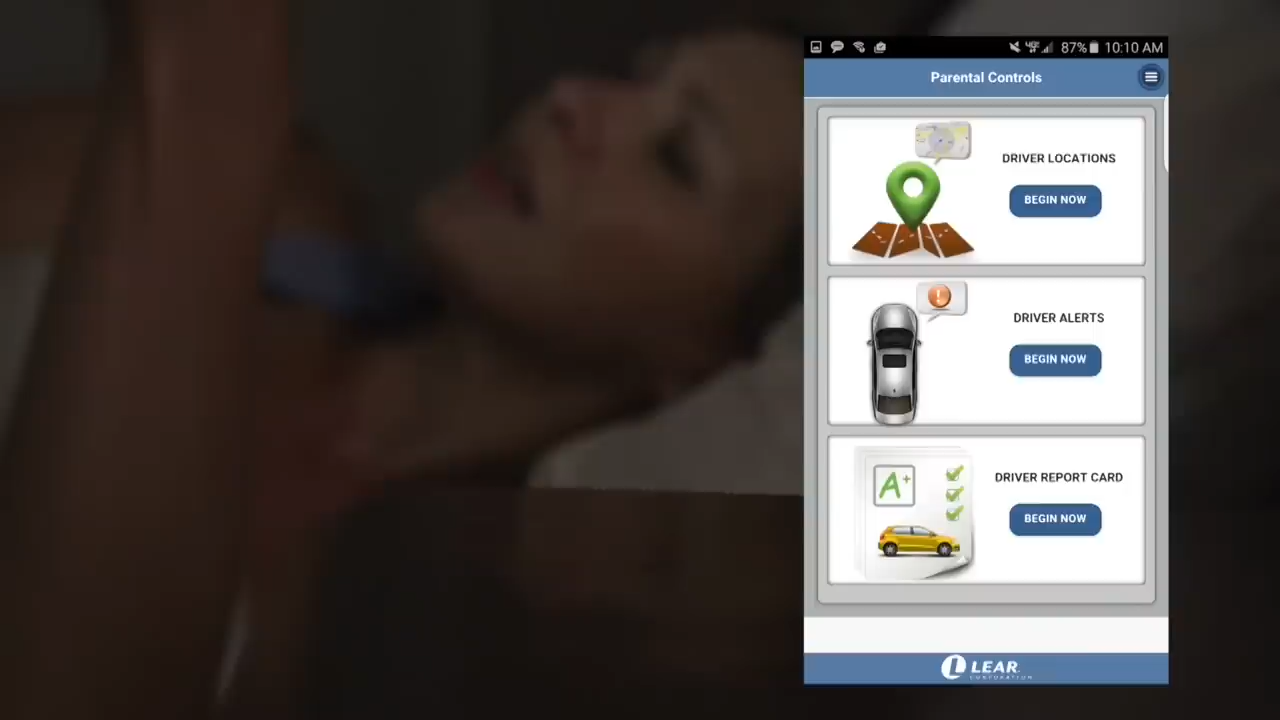 87% 10:10 AM
Parental Controls
DRIVER LOCATIONS
BEGIN NOW
!
DRIVER ALERTS
BEGIN NOW
A+
DRIVER REPORT CARD
BEGIN NOW
LEAR
CORPORATION